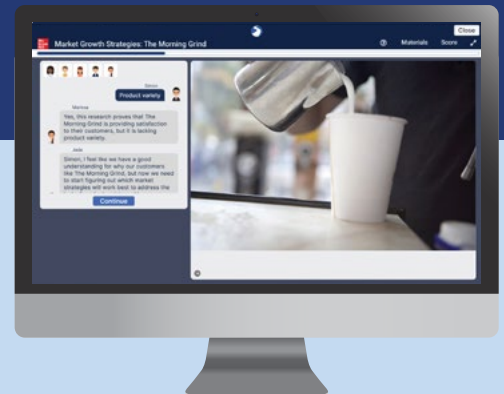 Close
Market Growth Strategies: The Morning Grind
Materials
Score
Simon
Product variety
Marissa
Yes, this research proves that The
Morning Grind is providing satisfaction
to their customers, but it is lacking
product variety.
Jada
Simon, I feel like we have a good
understanding for why our customers
like The Morning Grind, but now we need
to start figuring out which market
strategies will work best to address the
Continue